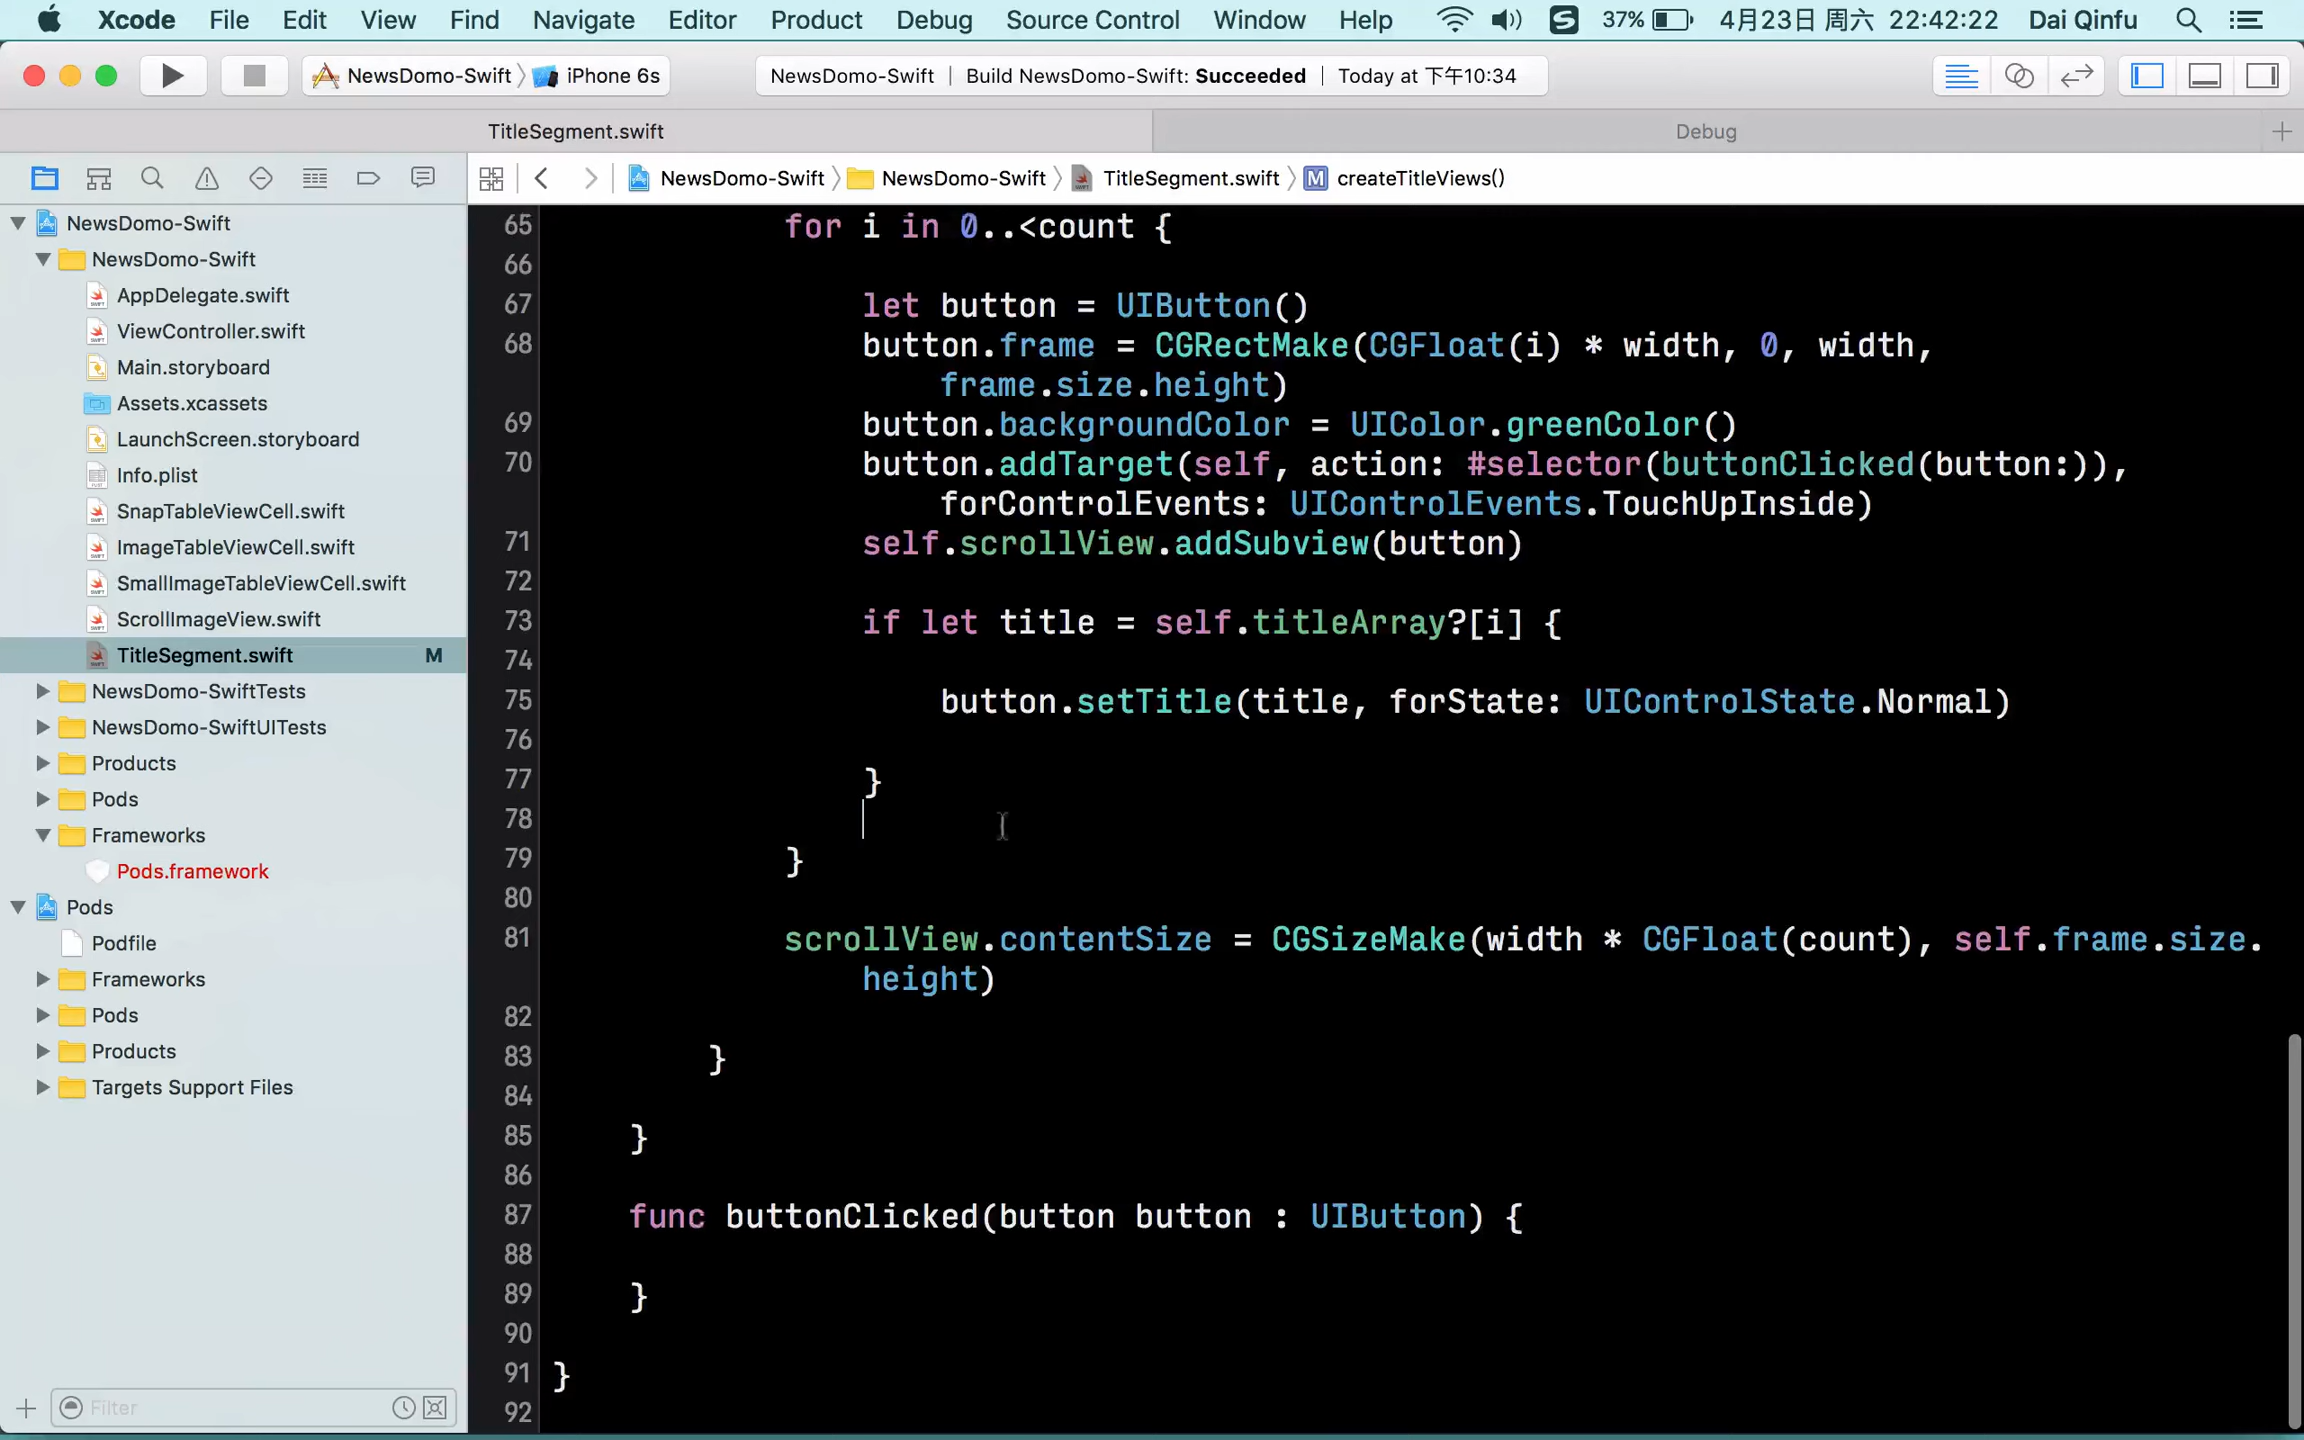 Xcode File Edit View Find Navigate Editor Product Debug Source Control Window Help 37% 4月23日 周六 22:42:22 Dai Qinfu
NewsDomo-Swift iPhone 6s NewsDomo-Swift | Build NewsDomo-Swift: Succeeded | Today at 下午10:34
TitleSegment.swift Debug
NewsDomo-Swift NewsDomo-Swift TitleSegment.swift M createTitleViews()
NewsDomo-Swift
NewsDomo-Swift
AppDelegate.swift
ViewController.swift
Main.storyboard
Assets.xcassets
LaunchScreen.storyboard
Info.plist
SnapTableViewCell.swift
ImageTableViewCell.swift
SmallImageTableViewCell.swift
ScrollImageView.swift
TitleSegment.swift M
NewsDomo-SwiftTests
NewsDomo-SwiftUITests
Products
Pods
Frameworks
Pods.framework
Pods
Podfile
Frameworks
Pods
Products
Targets Support Files
Filter
65 for i in 0..<count {
66
67 let button = UIButton()
68 button.frame = CGRectMake(CGFloat(i) * width, 0, width,
frame.size.height)
69 button.backgroundColor = UIColor.greenColor()
70 button.addTarget(self, action: #selector(buttonClicked(button:)),
forControlEvents: UIControlEvents.TouchUpInside)
71 self.scrollView.addSubview(button)
72
73 if let title = self.titleArray?[i] {
74
75 button.setTitle(title, forState: UIControlState.Normal)
76
77 }
78
79 }
80
81 scrollView.contentSize = CGSizeMake(width * CGFloat(count), self.frame.size.
height)
82
83 }
84
85 }
86
87 func buttonClicked(button button : UIButton) {
88
89 }
90
91 }
92